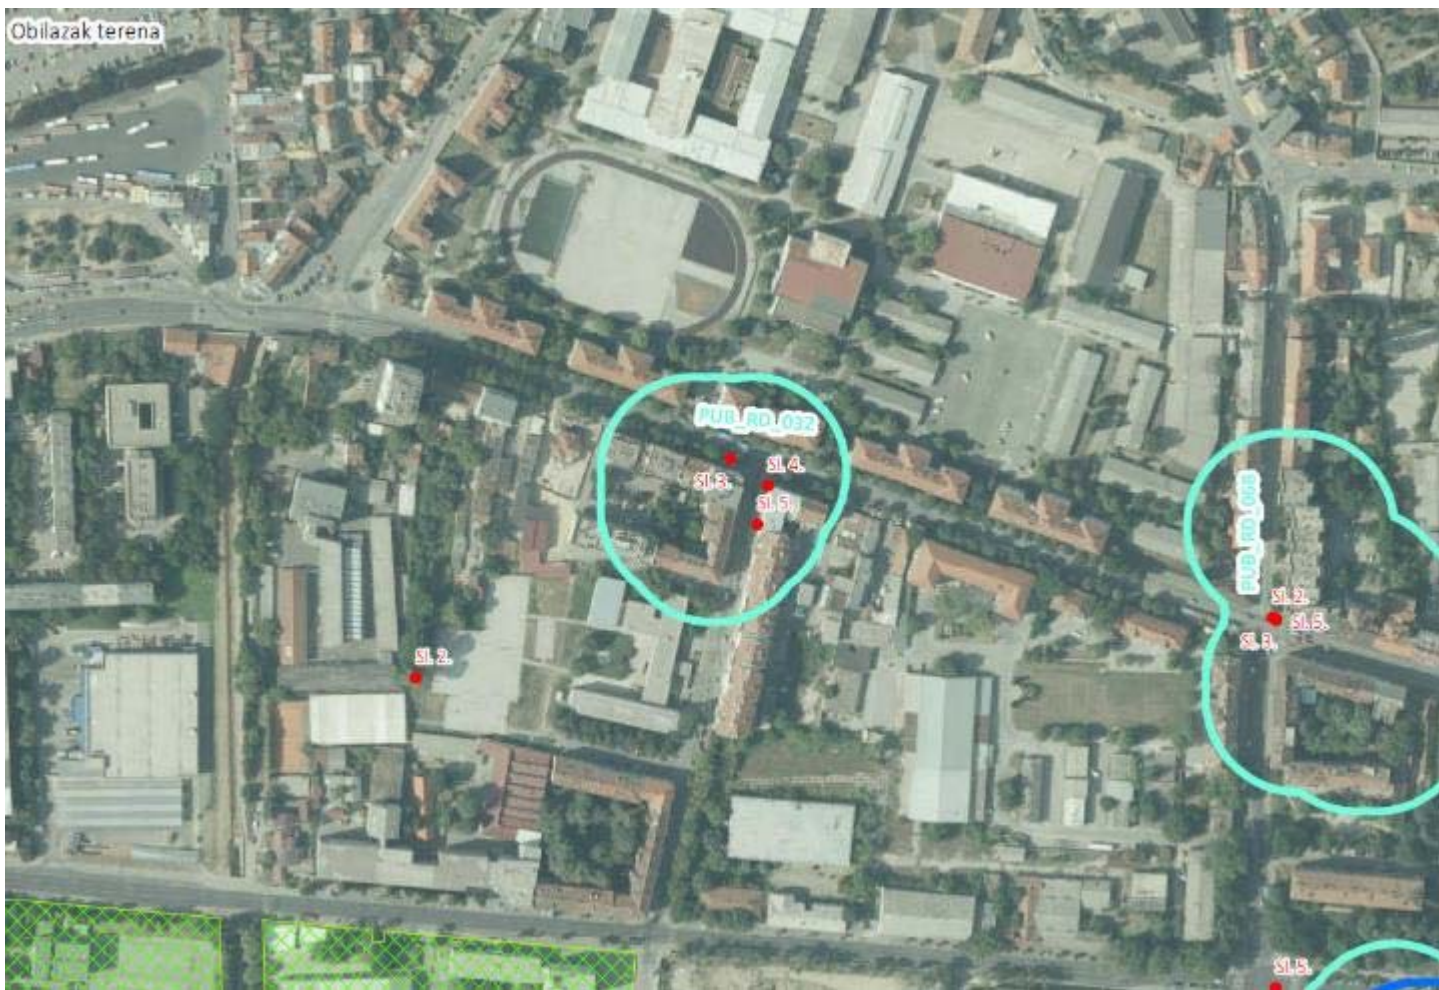 Obilazak terena
PUB_RD_032
Sl. 4.
Sl. 3.
Sl. 5.
PUB_RD_008
Sl. 2.
Sl. 5.
Sl. 3.
Sl. 2.
Sl. 5.